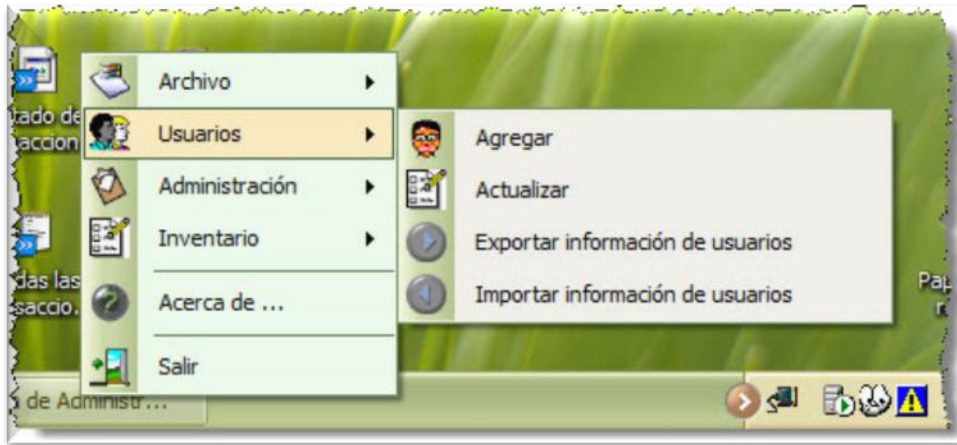 Archivo
Usuarios
Administración
Inventario
Acerca de ...
Salir
Agregar
Actualizar
Exportar información de usuarios
Importar información de usuarios
de Administr...